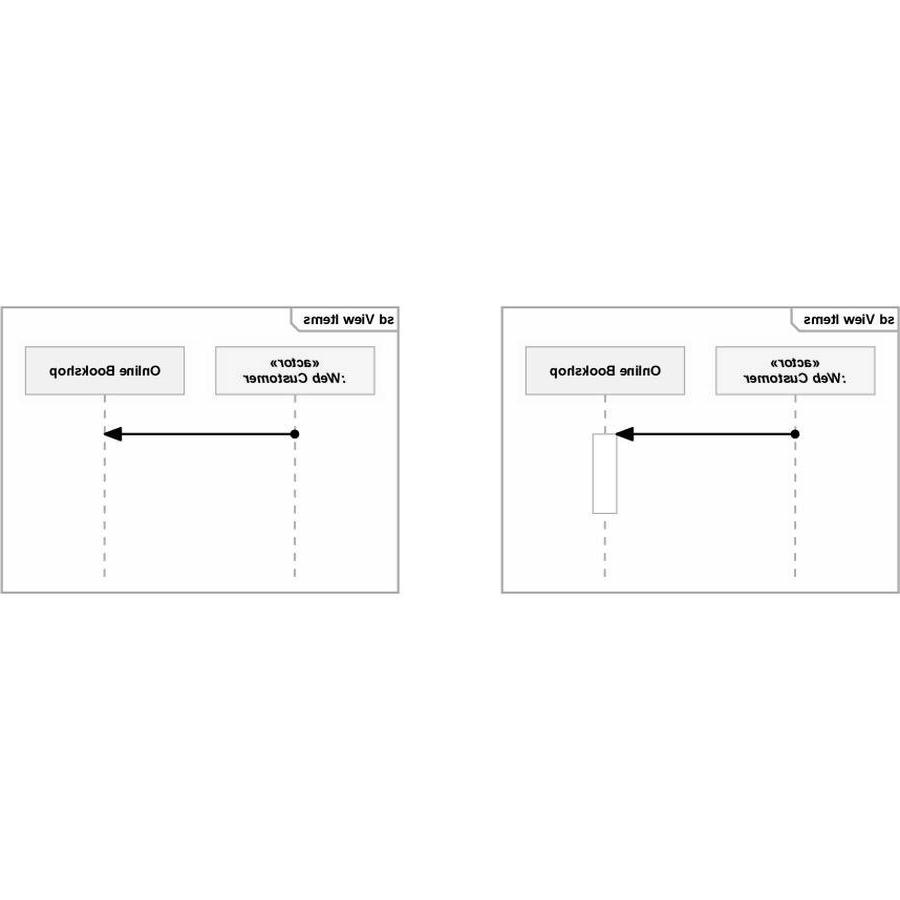 sd View Items
«actor»
:Web Customer
Online Bookshop
sd View Items
«actor»
:Web Customer
Online Bookshop